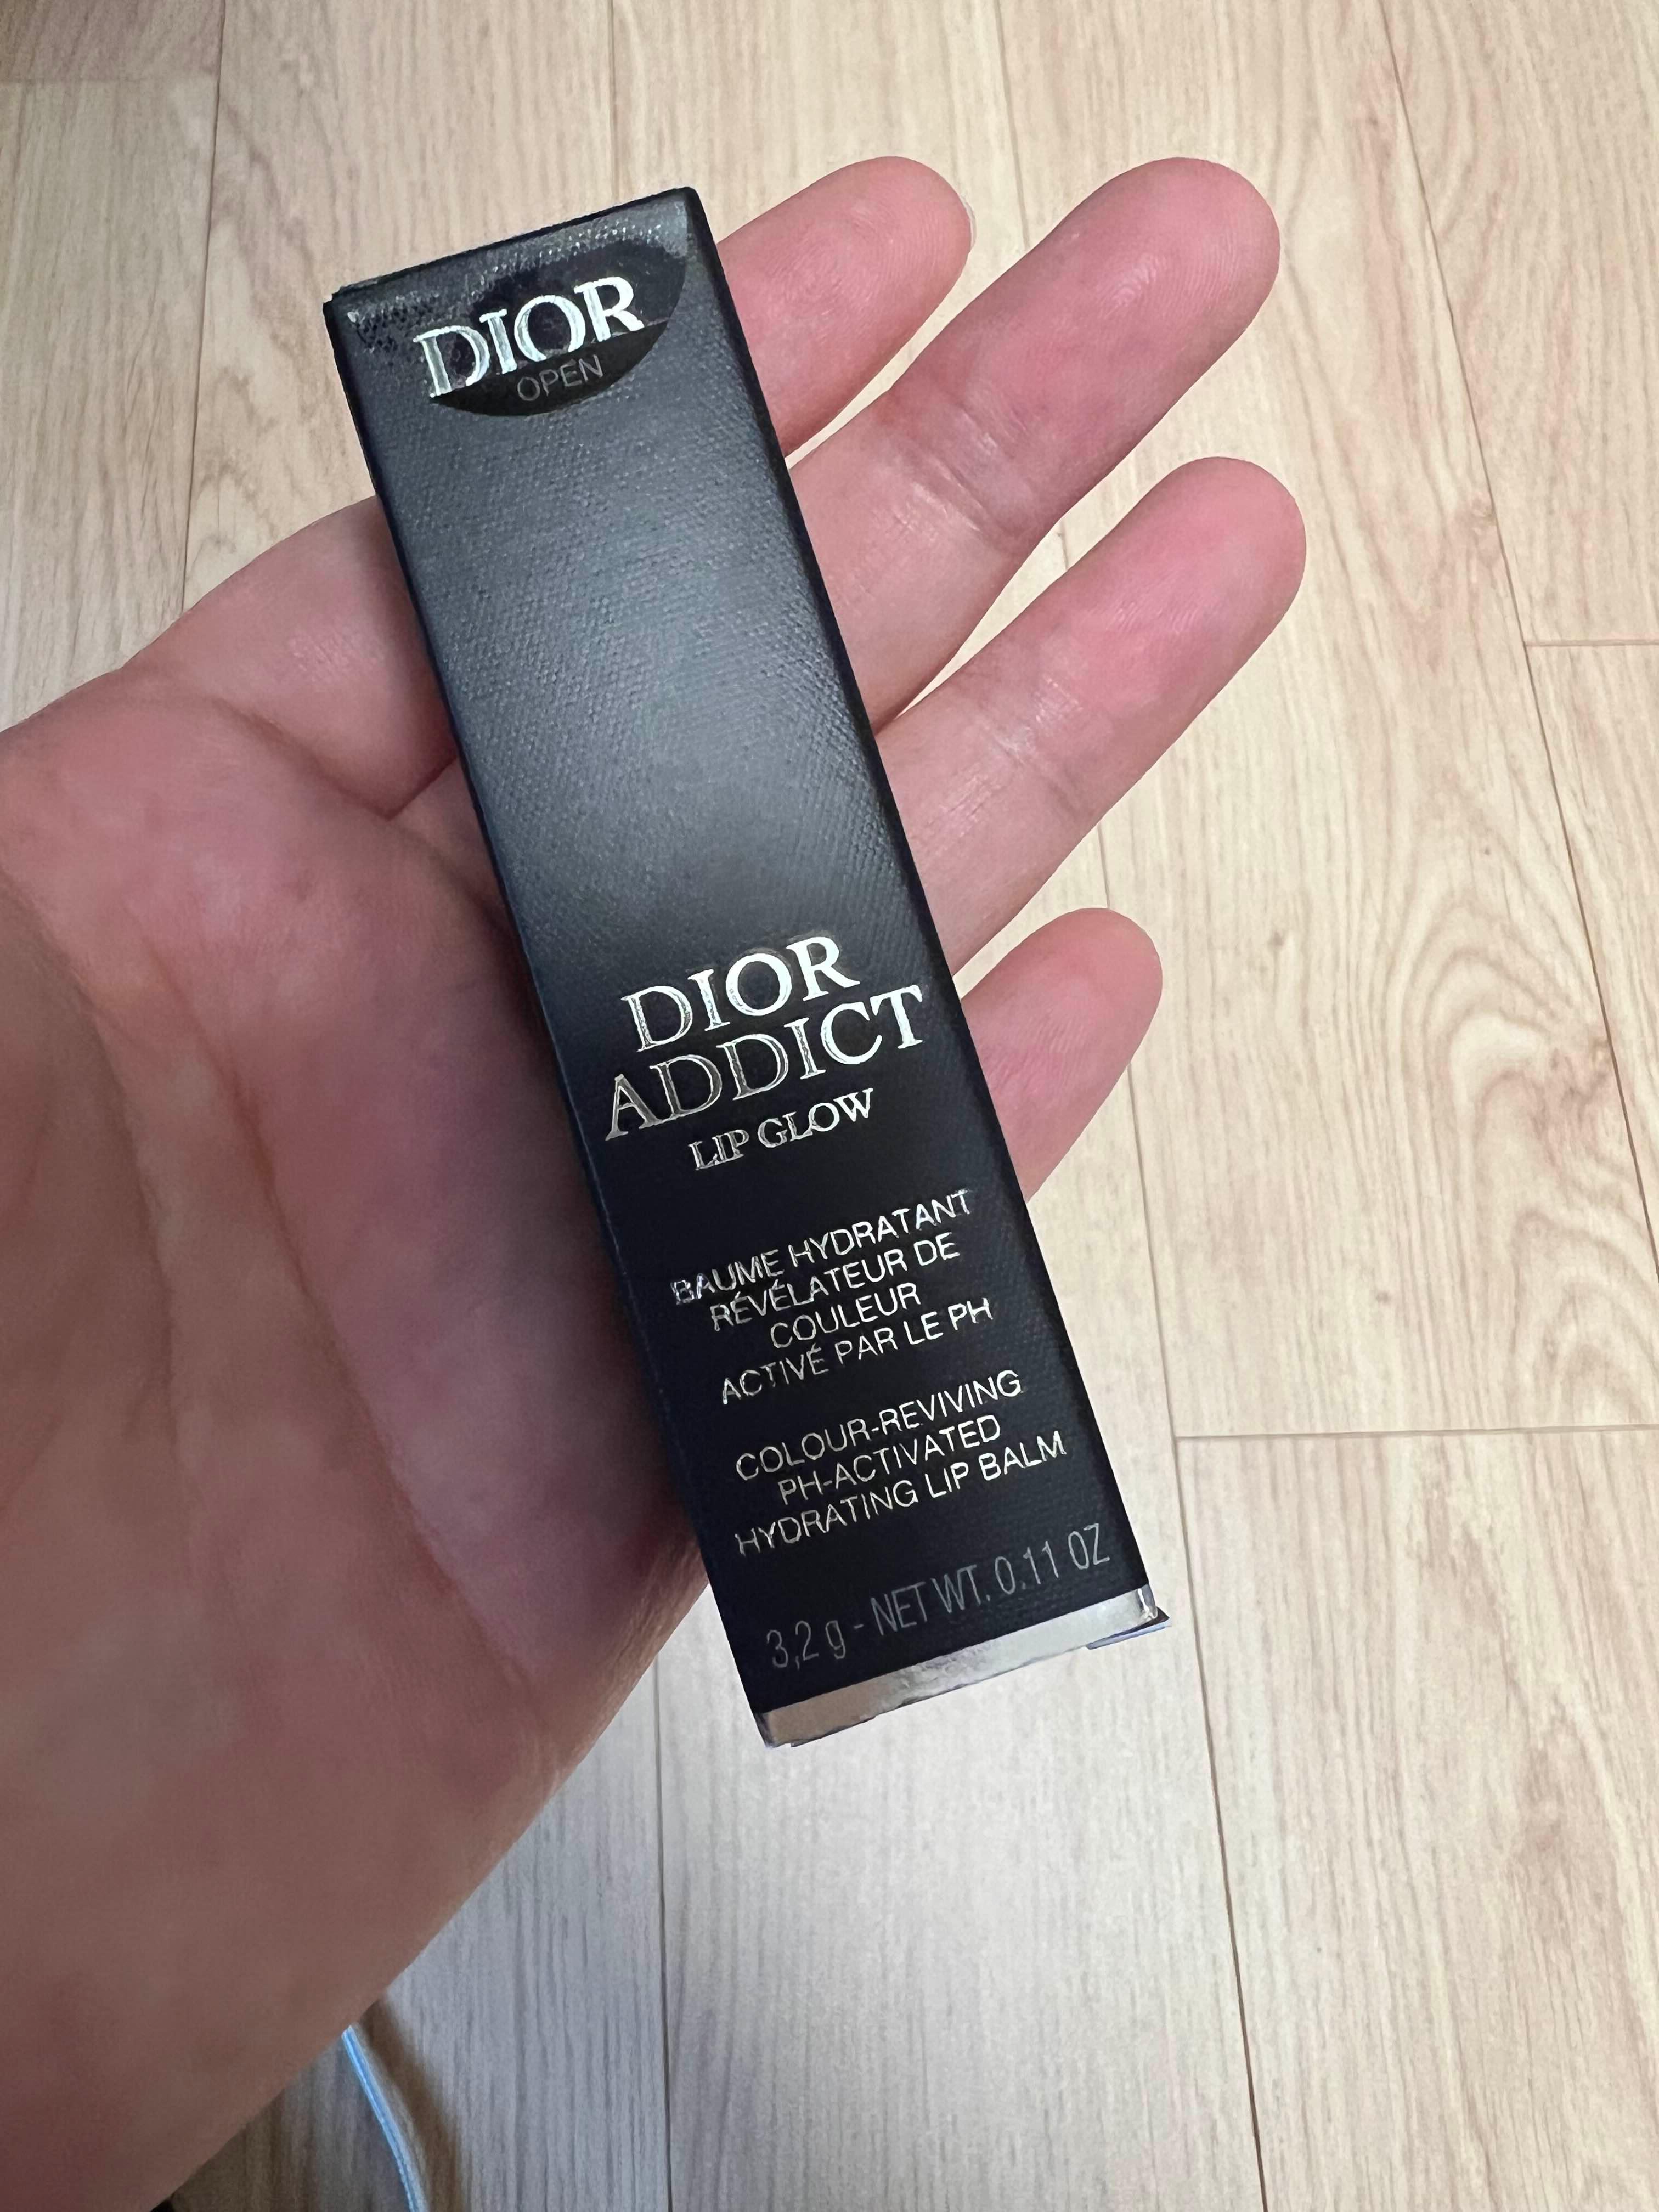 DIOR
OPEN
DIOR
ADDICT
LIP GLOW
BAUME HYDRATANT
RÉVÉLATEUR DE
COULEUR
ACTIVÉ PAR LE PH
COLOUR-REVIVING
PH-ACTIVATED
HYDRATING LIP BALM
3,2 g - NET WT. 0.11 OZ